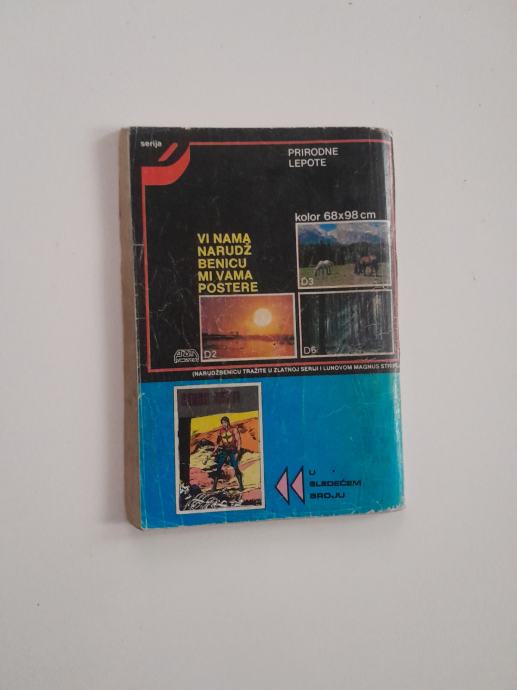 serija
PRIRODNE
LEPOTE
kolor 68x98 cm
VI NAMA
NARUDŽ
BENICU
MI VAMA
POSTERE
D3
D2
D6
(NARUDŽBENICU TRAŽITE U ZLATNOJ SERIJI I LUNOVOM MAGNUS STRIPU
U
SLEDEĆEM
BROJU